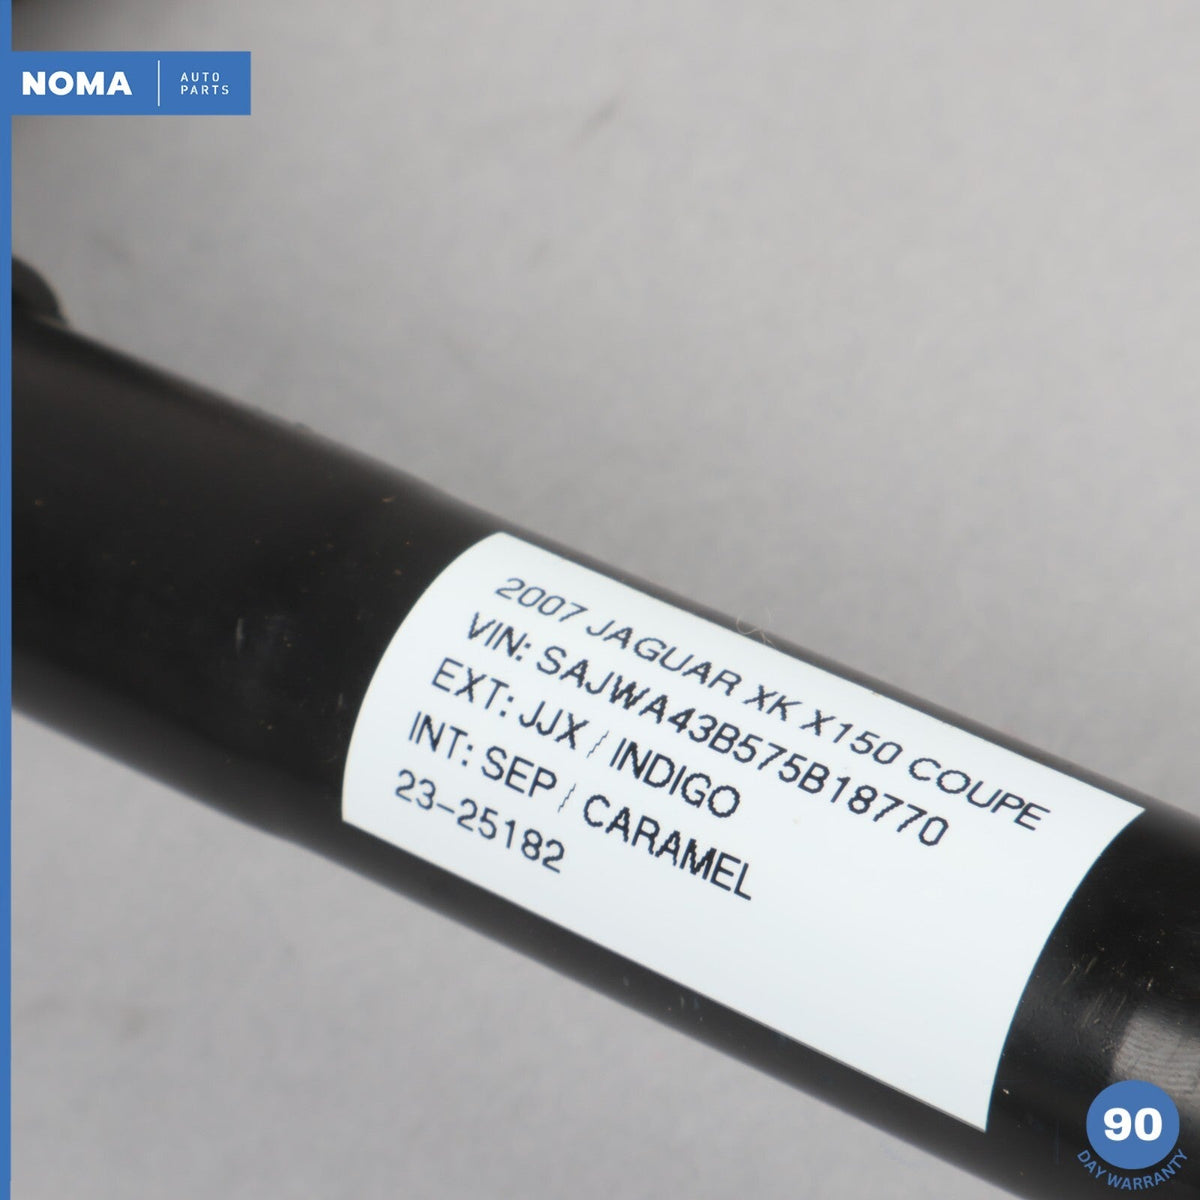 NOMA
AUTO
PARTS
2007 JAGUAR XK X150 COUPE
VIN: SAJWA43B575B18770
EXT: JJX / INDIGO
INT: SEP / CARAMEL
23-25182
90
DAY WARRANTY